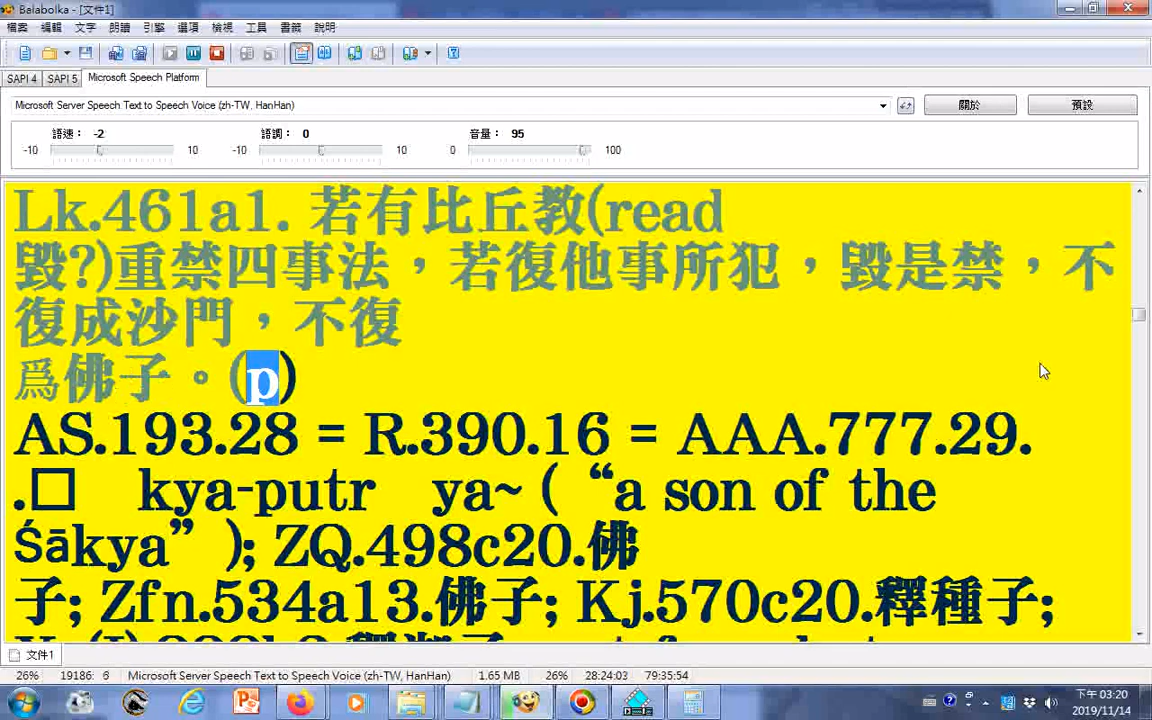 Balabolka - [文件1]
檔案 編輯 文字 朗讀 引擎 選項 檢視 工具 書籤 說明
SAPI 4 SAPI 5 Microsoft Speech Platform
Microsoft Server Speech Text to Speech Voice (zh-TW, HanHan) 關於 預設
語速： -2 語調： 0 音量： 95
-10 10 -10 10 0 100
Lk.461a1. 若有比丘教(read
毀?)重禁四事法，若復他事所犯，毀是禁，不
復成沙門，不復
爲佛子。(p)
AS.193.28 = R.390.16 = AAA.777.29.
.□ kya-putr ya~ (“a son of the
Śākya”); ZQ.498c20.佛
子; Zfn.534a13.佛子; Kj.570c20.釋種子;
文件1
26% 19186: 6 Microsoft Server Speech Text to Speech Voice (zh-TW, HanHan) 1.65 MB 26% 28:24:03 79:35:54
下午 03:20
2019/11/14